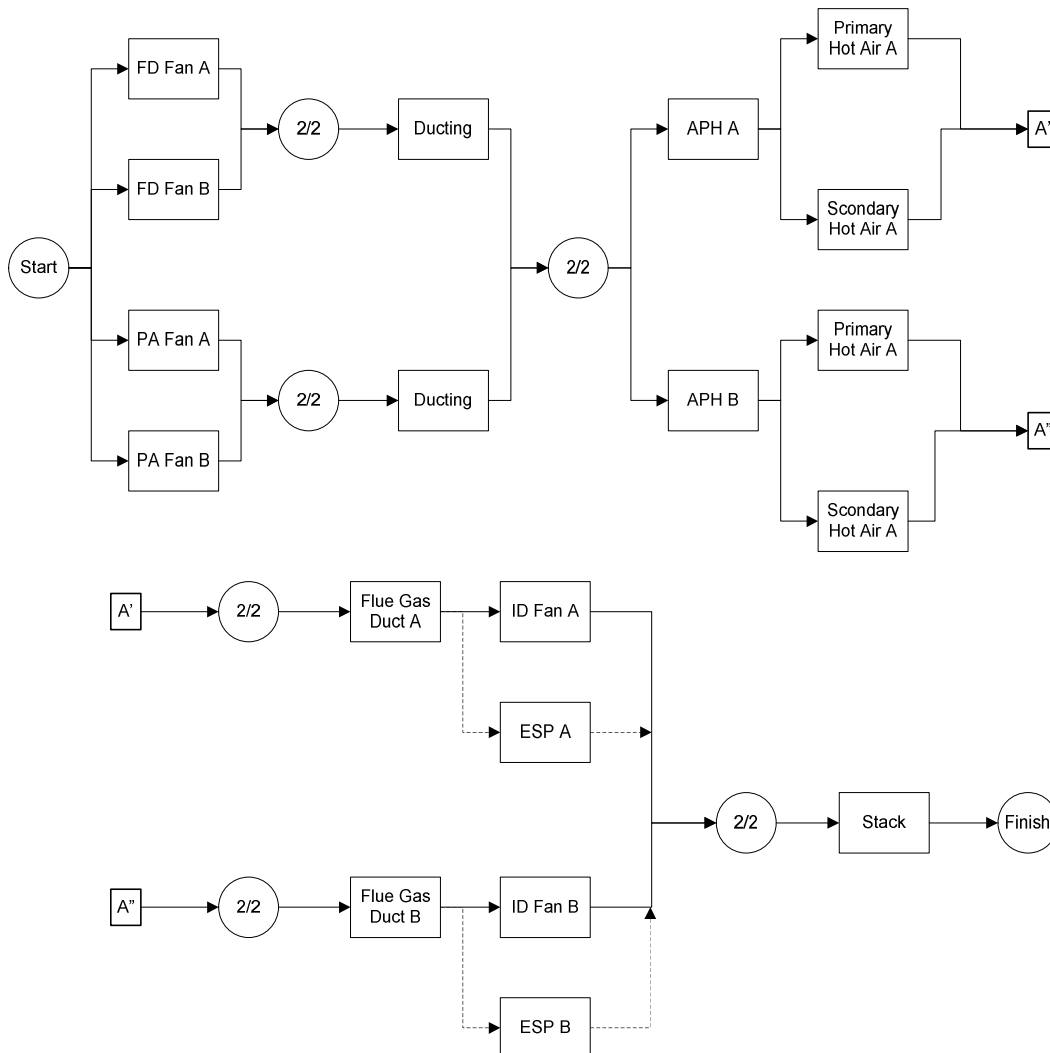 FD Fan A
FD Fan B
2/2
Ducting
Start
PA Fan A
PA Fan B
2/2
Ducting
2/2
APH A
Primary
Hot Air A
Scondary
Hot Air A
A'
APH B
Primary
Hot Air A
Scondary
Hot Air A
A"
A'
2/2
Flue Gas
Duct A
ID Fan A
ESP A
2/2
Stack
Finish
A"
2/2
Flue Gas
Duct B
ID Fan B
ESP B